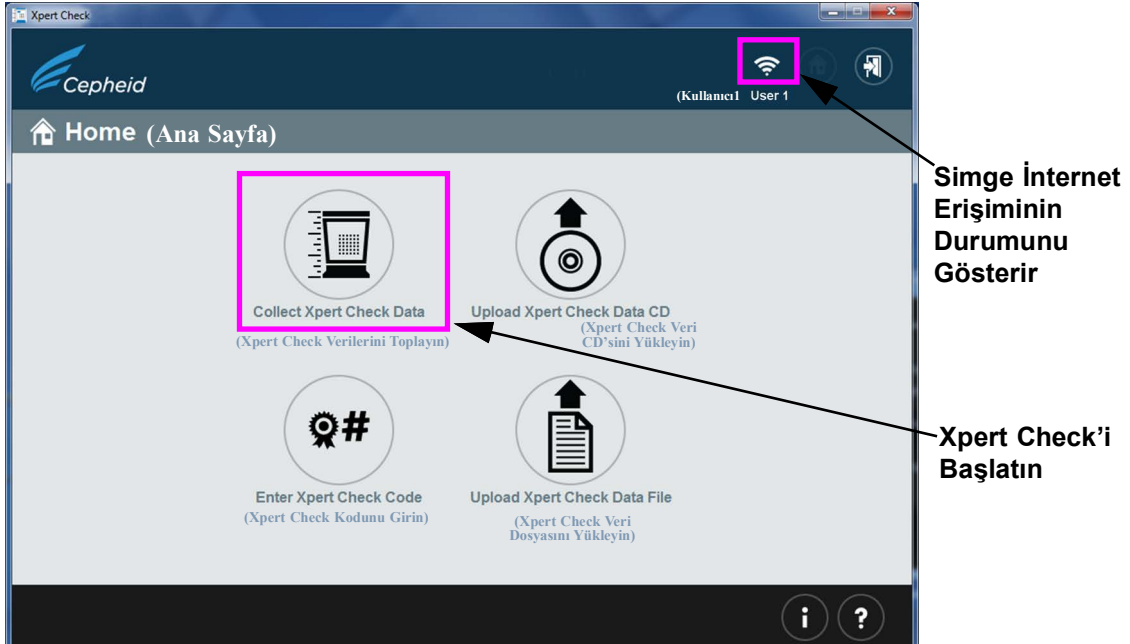 Xpert Check
Cepheid
(Kullanıcı1 User 1
Home (Ana Sayfa)
Simge İnternet
Erişiminin
Durumunu
Gösterir
Collect Xpert Check Data
(Xpert Check Verilerini Toplayın)
Upload Xpert Check Data CD
(Xpert Check Veri
CD’sini Yükleyin)
Xpert Check’i
Başlatın
#
Enter Xpert Check Code
(Xpert Check Kodunu Girin)
Upload Xpert Check Data File
(Xpert Check Veri
Dosyasını Yükleyin)
i ?